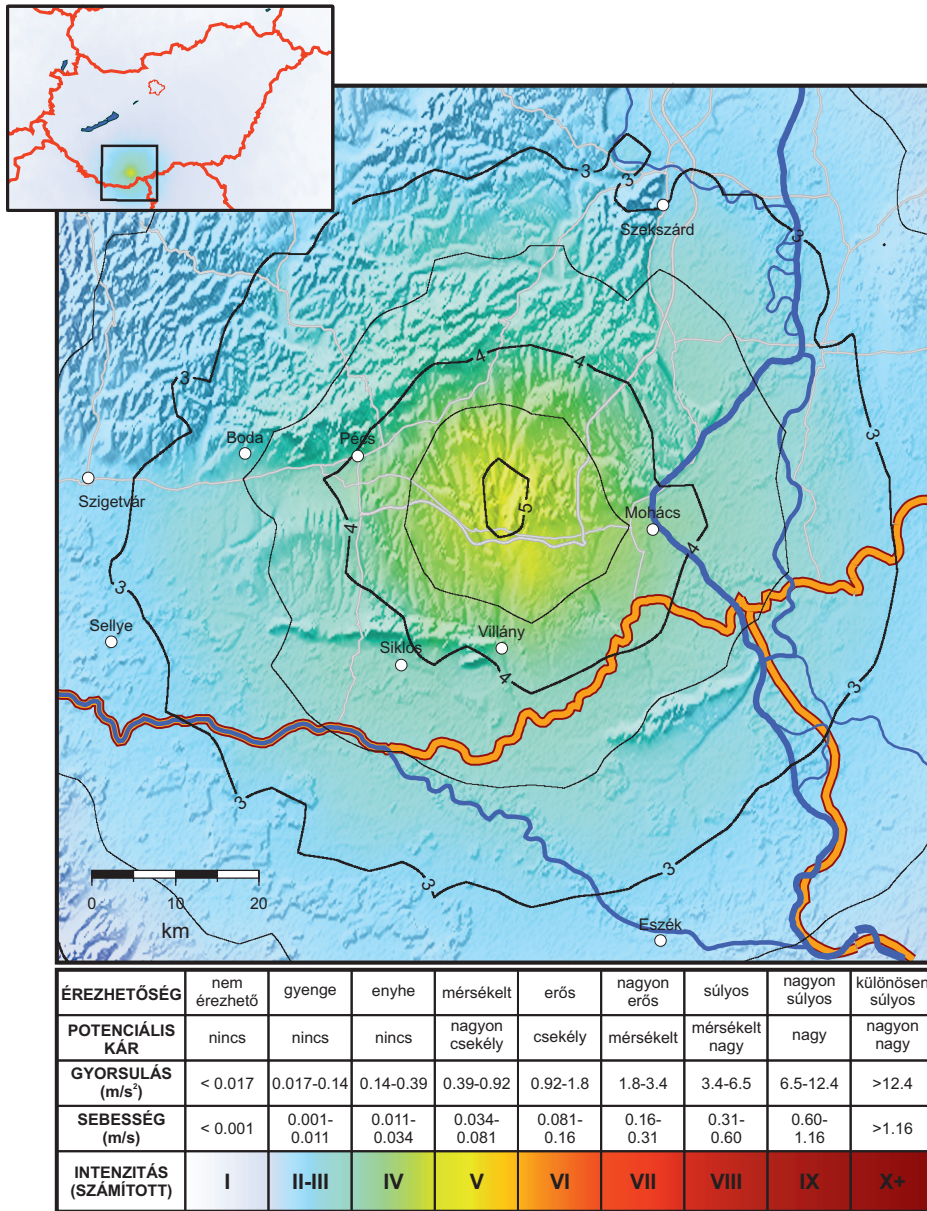 3
3
Szekszárd
3
4
4
3
3
Boda
Pécs
Szigetvár
5
Mohács
4
4
3
Sellye
Villány
Siklós
4
3
3
3
3
Eszék
0 10 20
km
ÉREZHETŐSÉG nem érezhető gyenge enyhe mérsékelt erős nagyon erős súlyos nagyon súlyos különösen súlyos
POTENCIÁLIS KÁR nincs nincs nincs nagyon csekély csekély mérsékelt mérsékelt nagy nagy nagyon nagy
GYORSULÁS (m/s²) < 0.017 0.017-0.14 0.14-0.39 0.39-0.92 0.92-1.8 1.8-3.4 3.4-6.5 6.5-12.4 >12.4
SEBESSÉG (m/s) < 0.001 0.001-0.011 0.011-0.034 0.034-0.081 0.081-0.16 0.16-0.31 0.31-0.60 0.60-1.16 >1.16
INTENZITÁS (SZÁMÍTOTT) I II-III IV V VI VII VIII IX X+